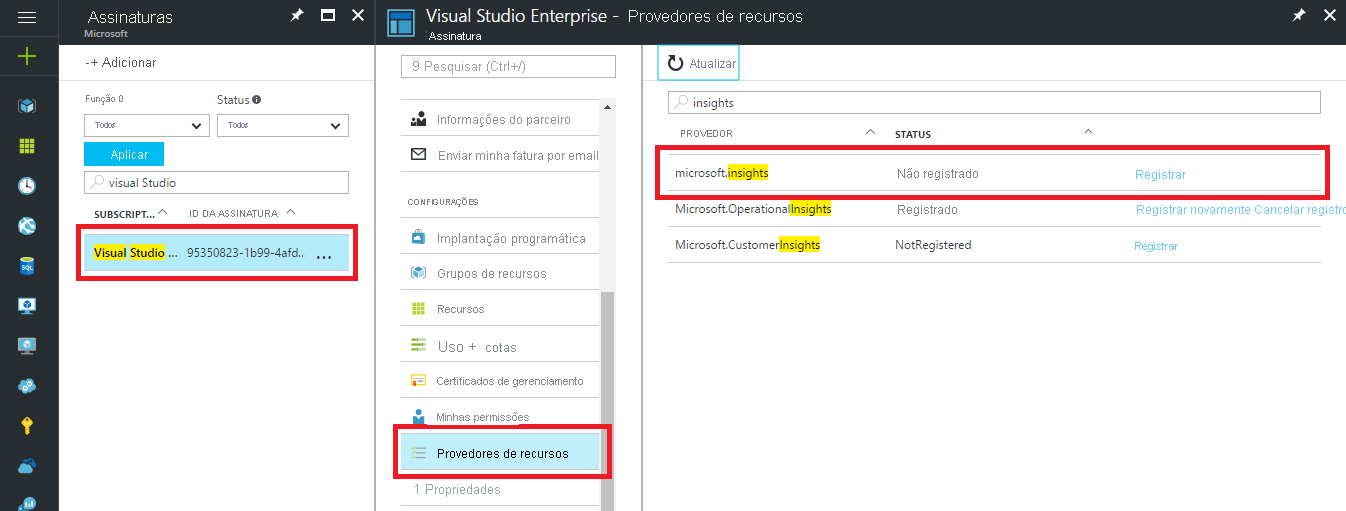 Assinaturas
Microsoft
-+ Adicionar
Função 0
Status
Todos
Todos
Aplicar
visual Studio
SUBSCRIPT...
ID DA ASSINATURA
Visual Studio ...
95350823-1b99-4afd...
...
SQL
Visual Studio Enterprise - Provedores de recursos
Assinatura
9 Pesquisar (Ctrl+/)
Informações do parceiro
Enviar minha fatura por email
CONFIGURAÇÕES
Implantação programática
Grupos de recursos
Recursos
Uso + cotas
Certificados de gerenciamento
Minhas permissões
Provedores de recursos
1 Propriedades
Atualizar
insights
PROVEDOR STATUS
microsoft.insights Não registrado Registrar
Microsoft.OperationalInsights Registrado Registrar novamente Cancelar registro
Microsoft.CustomerInsights NotRegistered Registrar